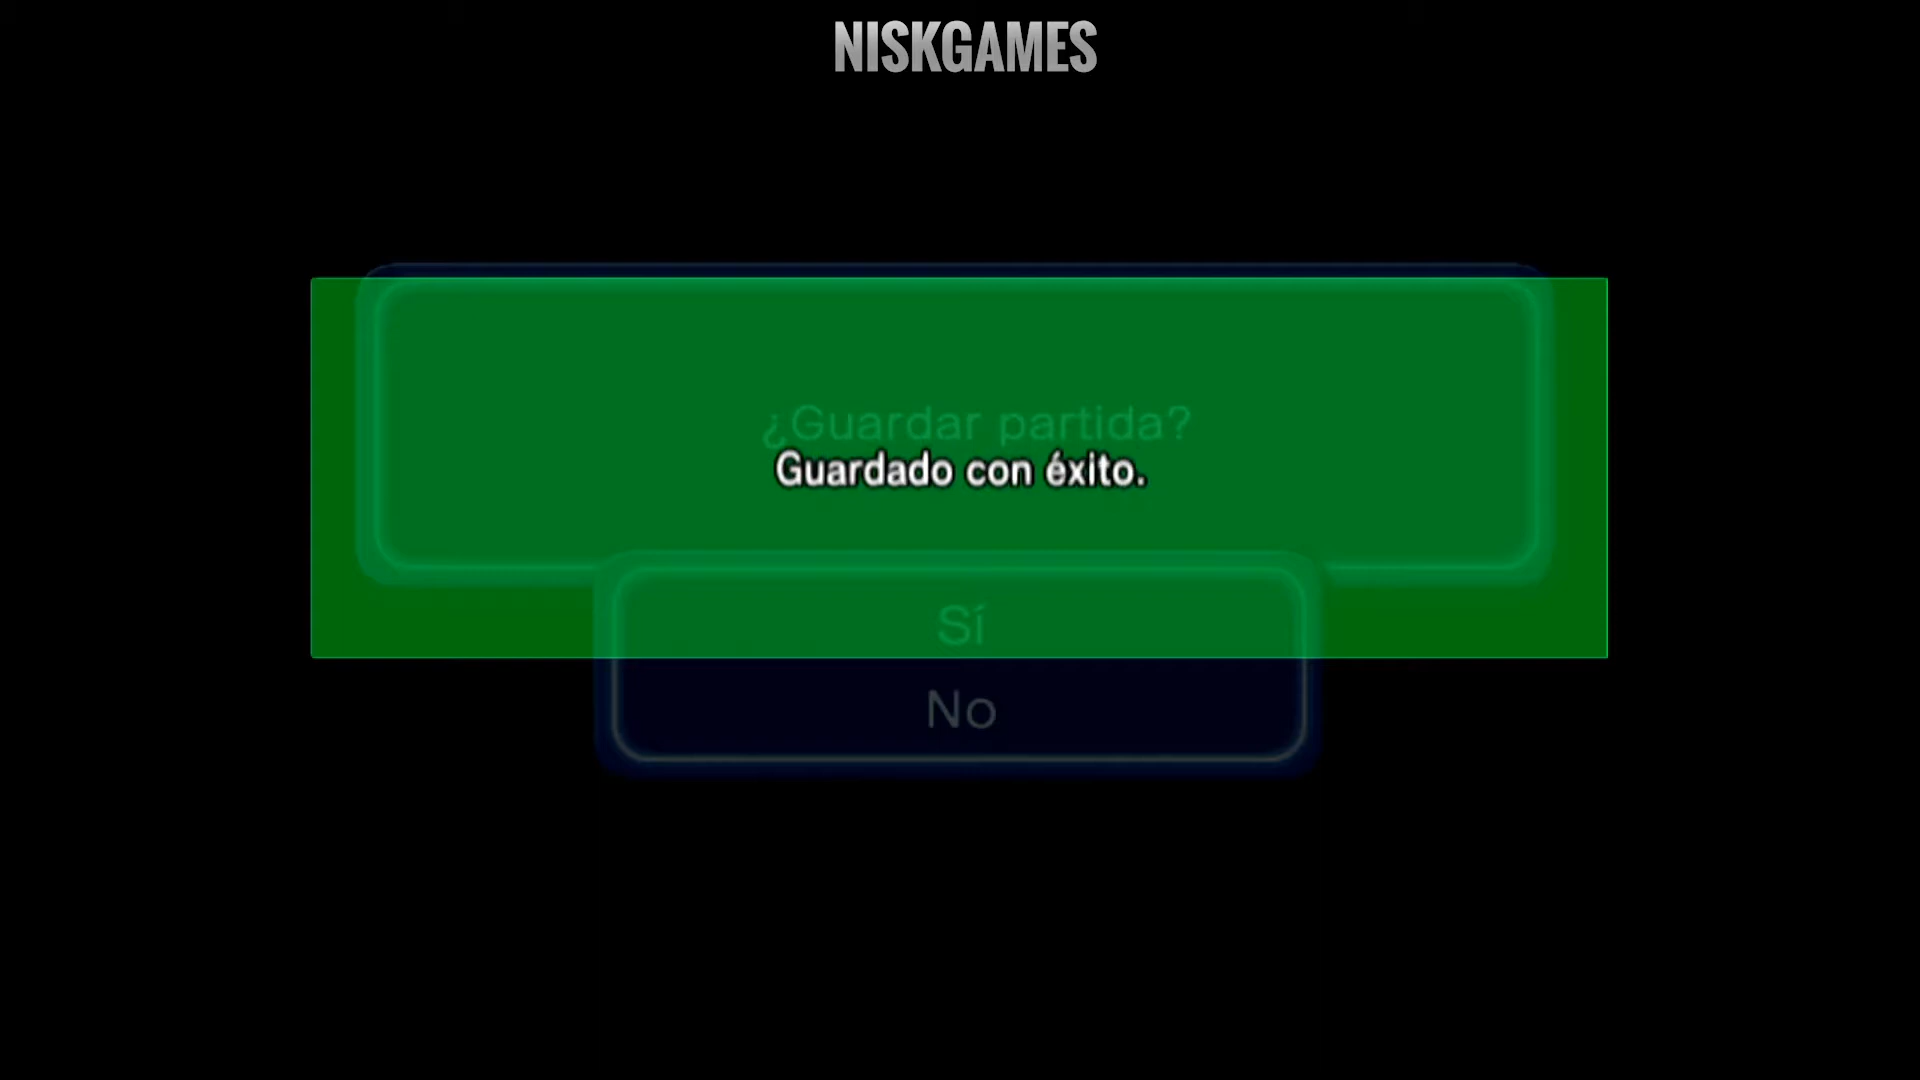 NISKGAMES
¿Guardar partida?
Guardado con éxito.
Sí
No